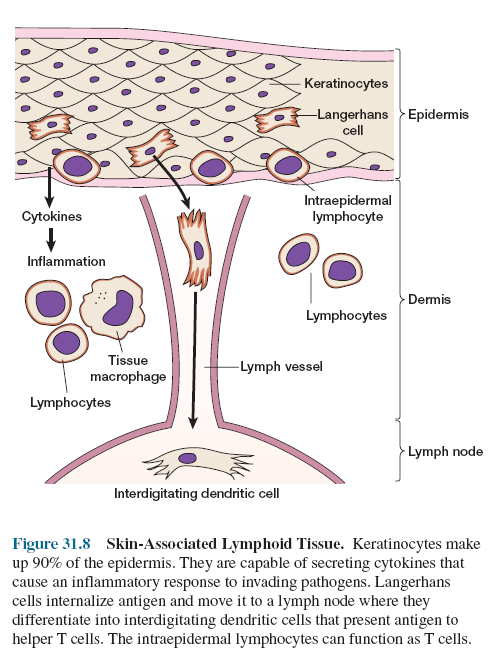 Keratinocytes
Langerhans
cell
Epidermis
Intraepidermal
lymphocyte
Cytokines
Inflammation
Lymphocytes
Dermis
Tissue
macrophage
Lymph vessel
Lymphocytes
Lymph node
Interdigitating dendritic cell
Figure 31.8 Skin-Associated Lymphoid Tissue. Keratinocytes make
up 90% of the epidermis. They are capable of secreting cytokines that
cause an inflammatory response to invading pathogens. Langerhans
cells internalize antigen and move it to a lymph node where they
differentiate into interdigitating dendritic cells that present antigen to
helper T cells. The intraepidermal lymphocytes can function as T cells.